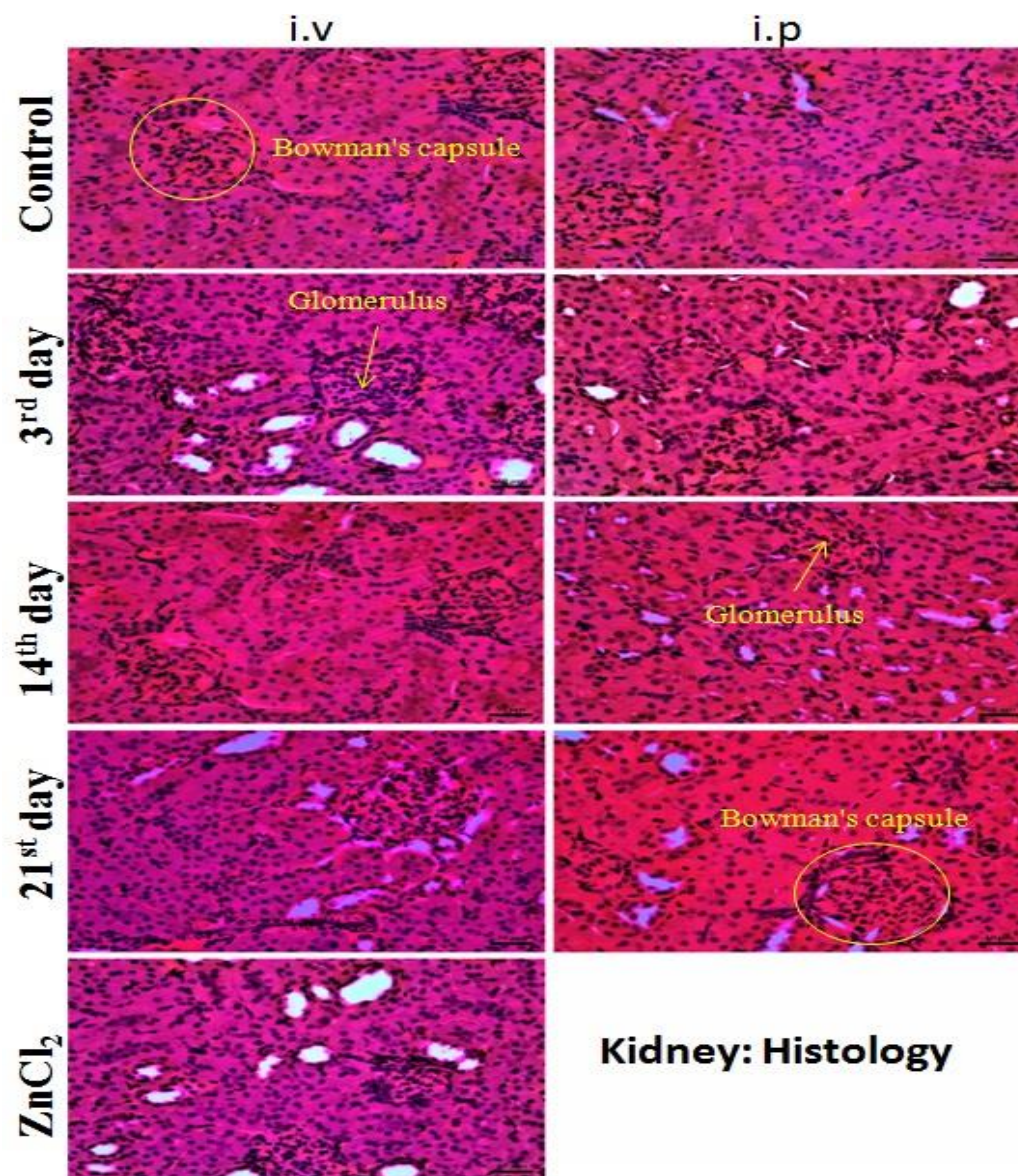 i.v
i.p
Control
Bowman's capsule
3rd day
Glomerulus
14th day
Glomerulus
21st day
Bowman's capsule
ZnCl₂
Kidney: Histology